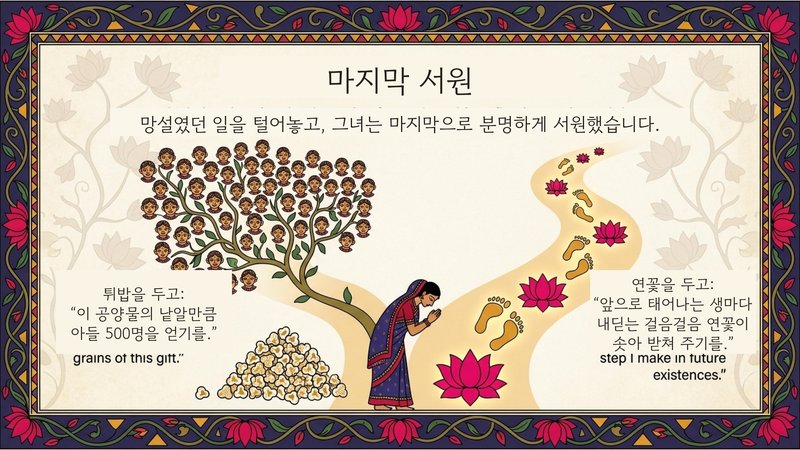 마지막 서원
망설였던 일을 털어놓고, 그녀는 마지막으로 분명하게 서원했습니다.
튀밥을 두고:
“이 공양물의 낟알만큼
아들 500명을 얻기를.”
grains of this gift."
연꽃을 두고:
“앞으로 태어나는 생마다
내딛는 걸음걸음 연꽃이
솟아 받쳐 주기를.”
step I make in future
existences."